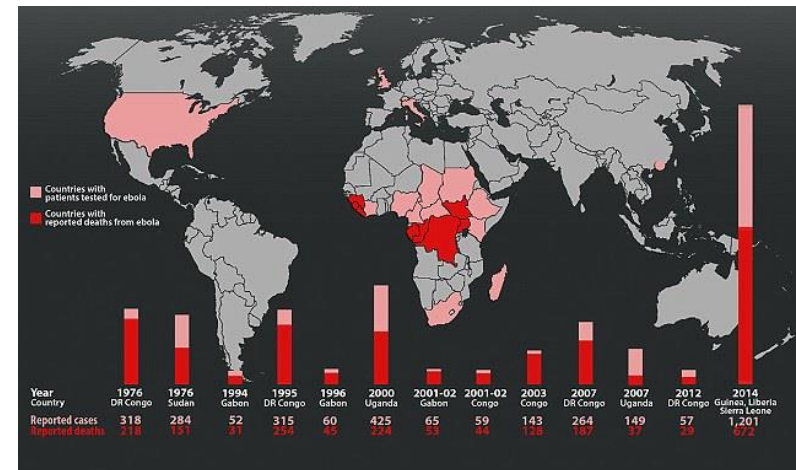 Countries with
patients tested for ebola
Countries with
reported deaths from ebola
Year 1976 1976 1994 1995 1996 2000 2001-02 2001-02 2003 2007 2007 2012 2014
Country DR Congo Sudan Gabon DR Congo Gabon Uganda Gabon Congo Congo DR Congo Uganda DR Congo Guinea, Liberia
Sierra Leone
Reported cases 318 284 52 315 60 425 65 59 143 264 149 57 1,201
Reported deaths 218 151 31 254 45 224 53 44 128 187 37 29 672